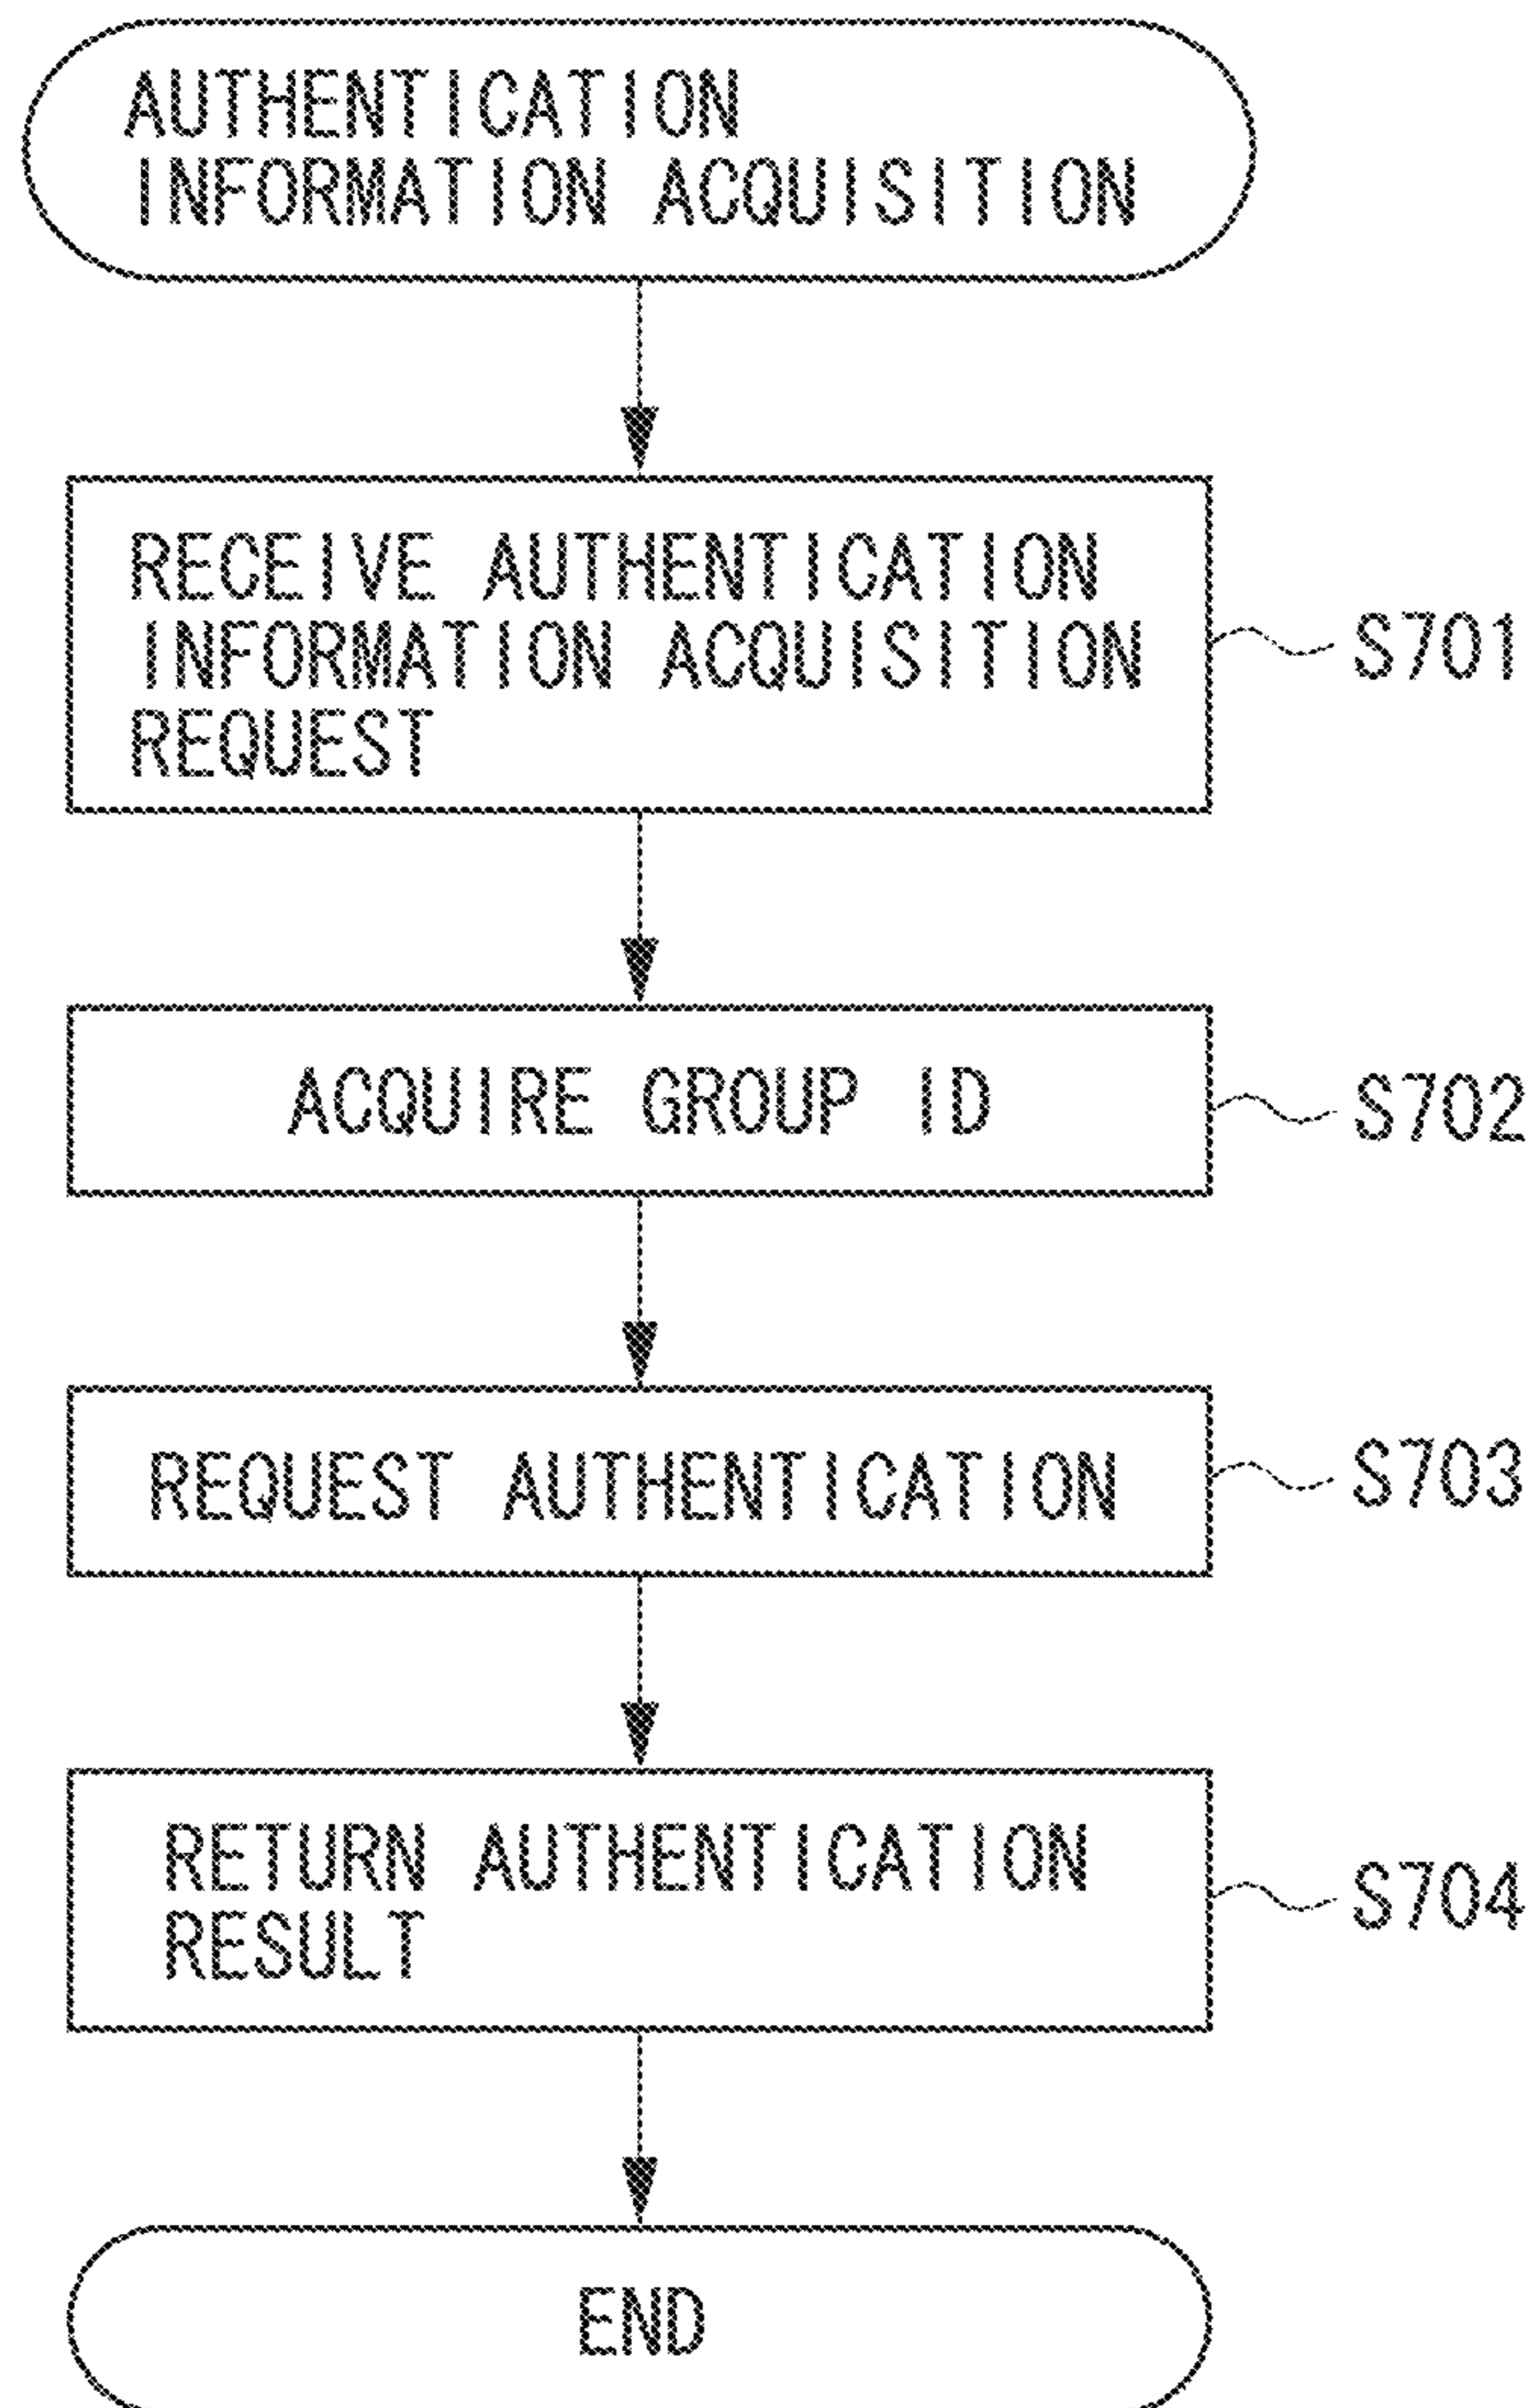 AUTHENTICATION
INFORMATION ACQUISITION
RECEIVE AUTHENTICATION
INFORMATION ACQUISITION
REQUEST
S701
ACQUIRE GROUP ID
S702
REQUEST AUTHENTICATION
S703
RETURN AUTHENTICATION
RESULT
S704
END